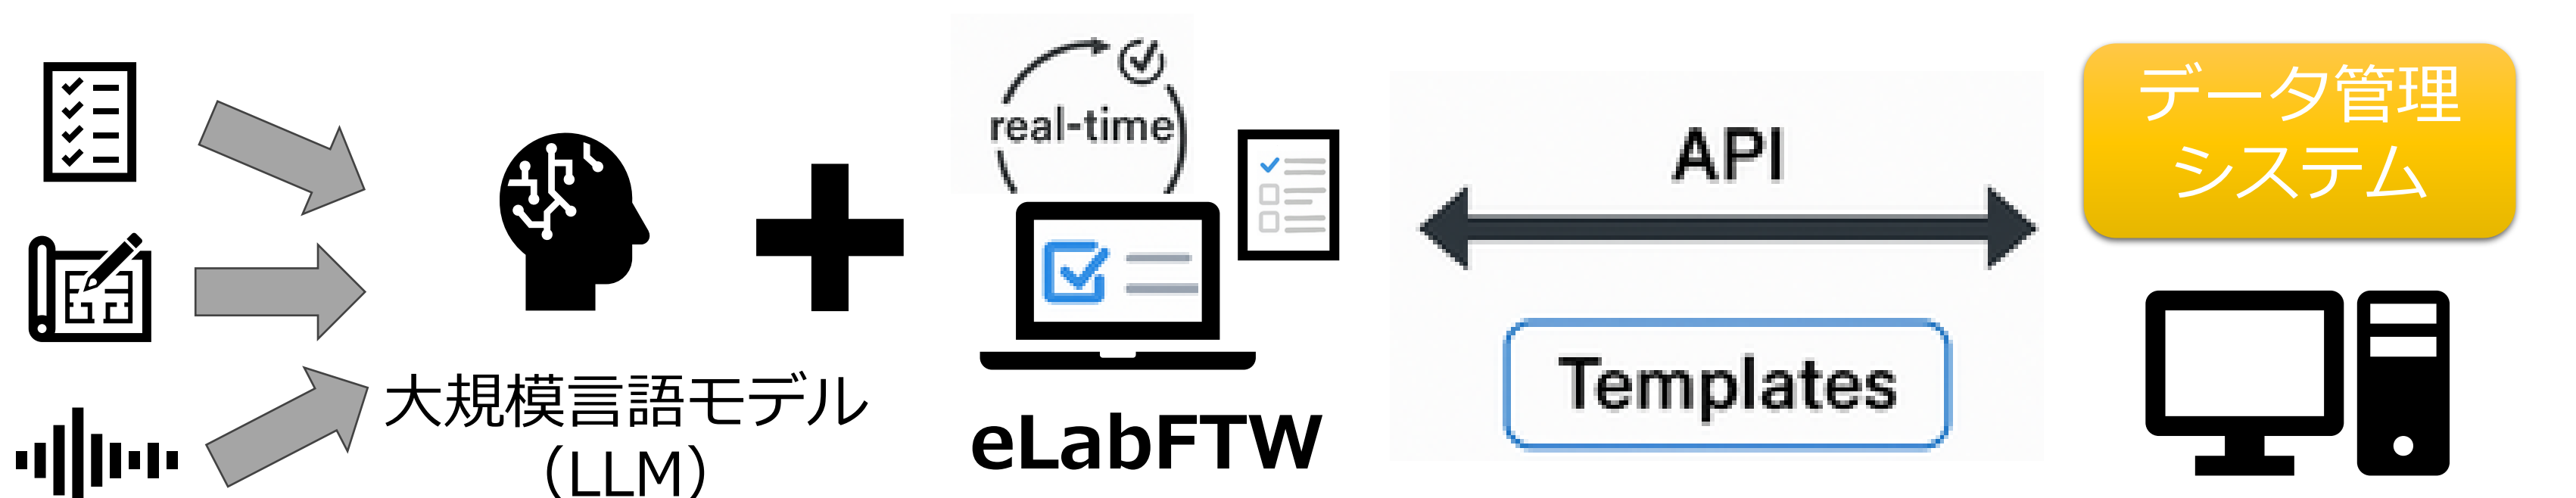 real-time
API
データ管理
システム
Templates
大規模言語モデル
（LLM）
eLabFTW